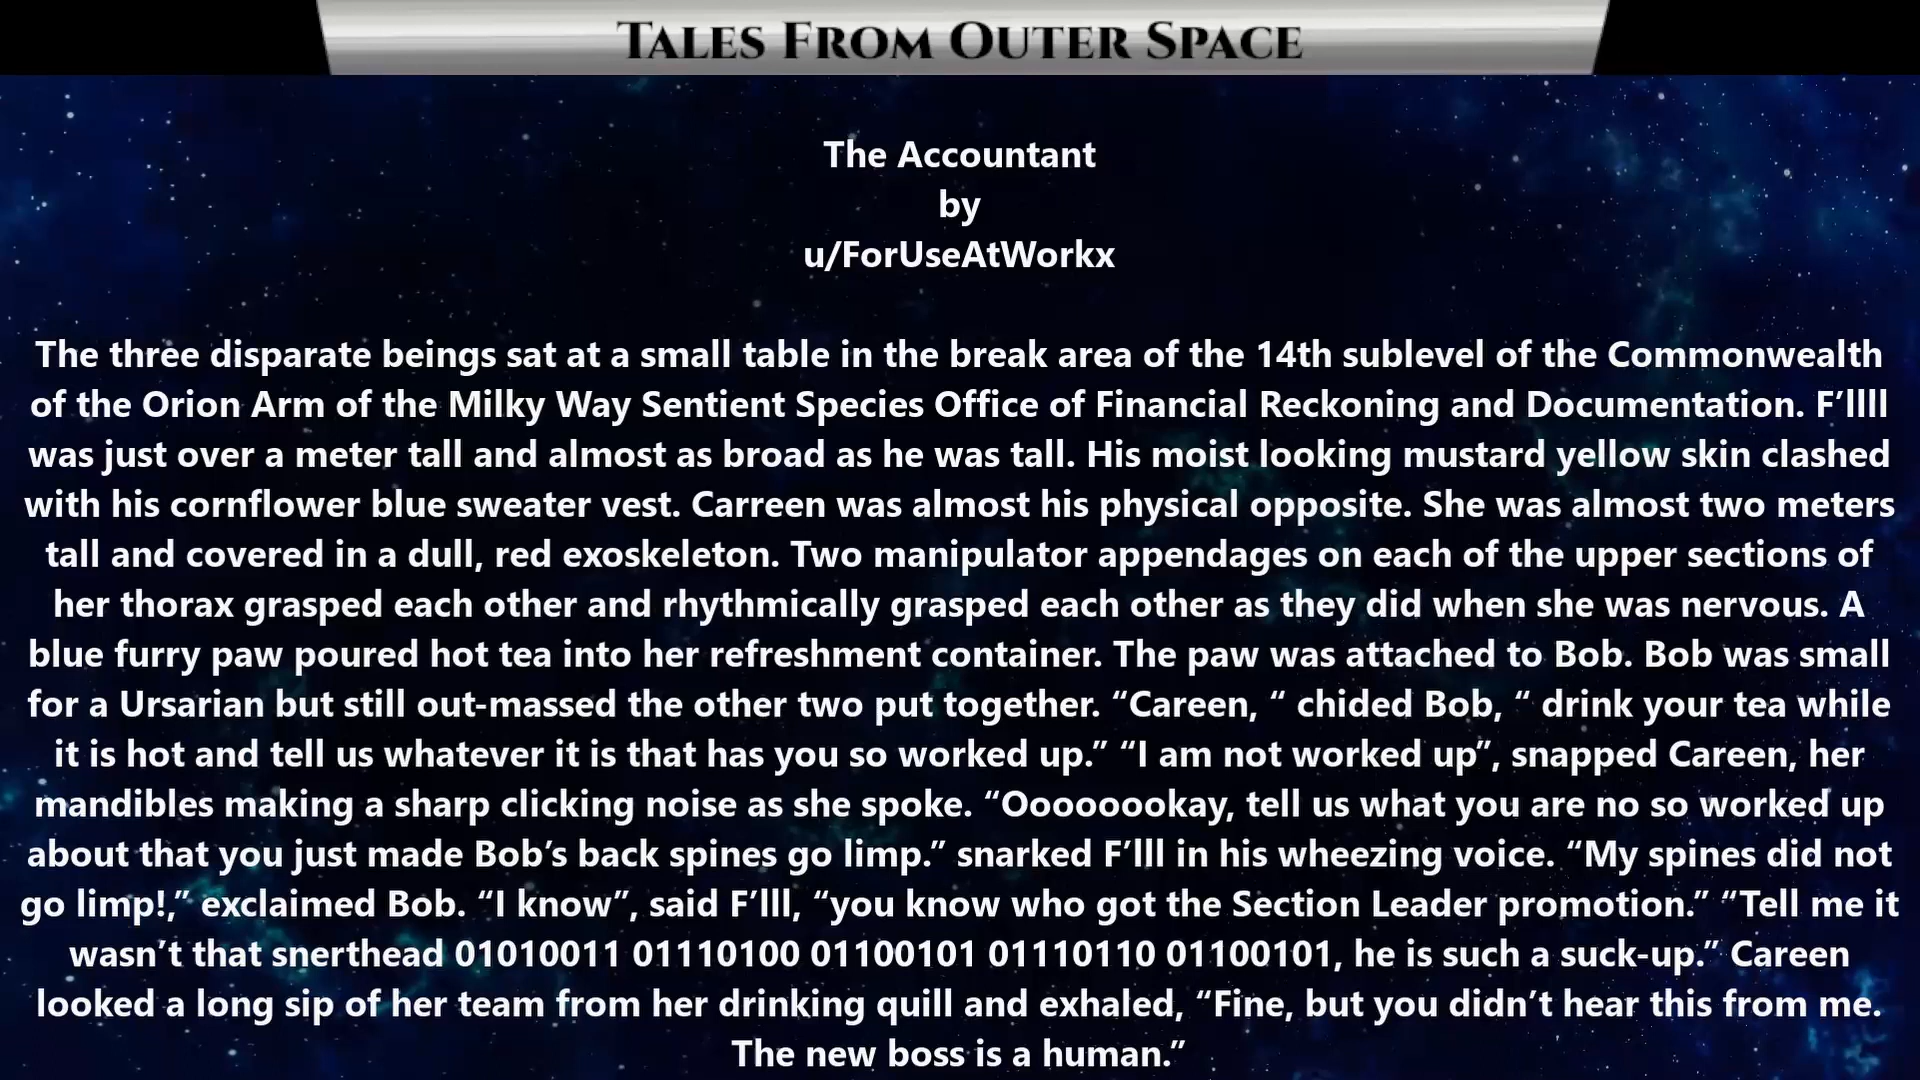 Tales From Outer Space
The Accountant
by
u/ForUseAtWorkx
The three disparate beings sat at a small table in the break area of the 14th sublevel of the Commonwealth
of the Orion Arm of the Milky Way Sentient Species Office of Financial Reckoning and Documentation. F’llll
was just over a meter tall and almost as broad as he was tall. His moist looking mustard yellow skin clashed
with his cornflower blue sweater vest. Carreen was almost his physical opposite. She was almost two meters
tall and covered in a dull, red exoskeleton. Two manipulator appendages on each of the upper sections of
her thorax grasped each other and rhythmically grasped each other as they did when she was nervous. A
blue furry paw poured hot tea into her refreshment container. The paw was attached to Bob. Bob was small
for a Ursarian but still out-massed the other two put together. “Careen, “ chided Bob, “ drink your tea while
it is hot and tell us whatever it is that has you so worked up.” “I am not worked up”, snapped Careen, her
mandibles making a sharp clicking noise as she spoke. “Ooooooookay, tell us what you are no so worked up
about that you just made Bob’s back spines go limp.” snarked F’lll in his wheezing voice. “My spines did not
go limp!,” exclaimed Bob. “I know”, said F’lll, “you know who got the Section Leader promotion.” “Tell me it
wasn’t that snerthead 01010011 01110100 01100101 01110110 01100101, he is such a suck-up.” Careen
looked a long sip of her team from her drinking quill and exhaled, “Fine, but you didn’t hear this from me.
The new boss is a human.”